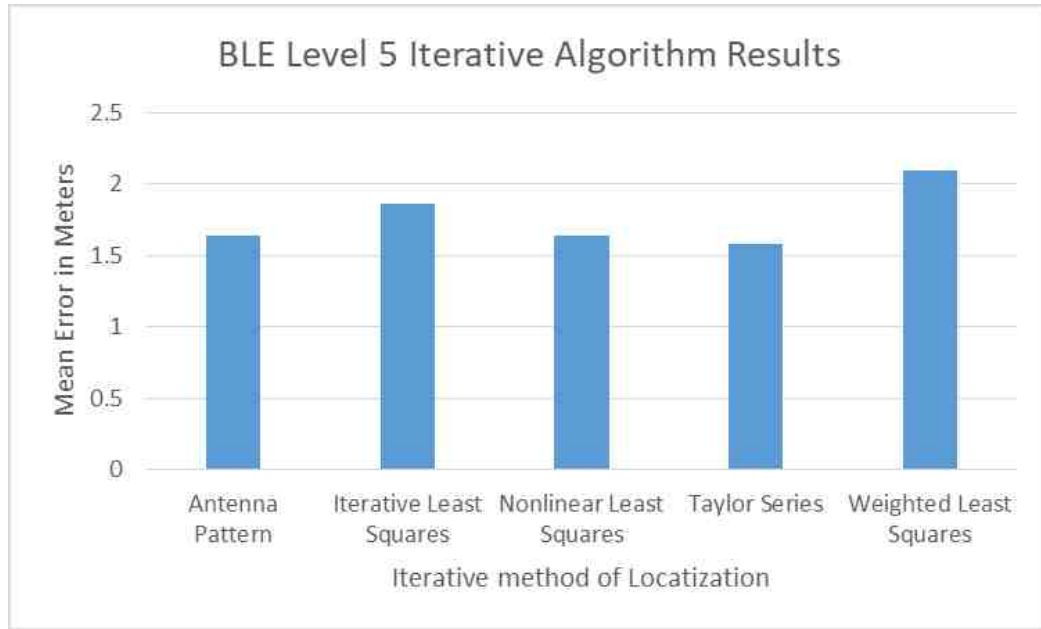 BLE Level 5 Iterative Algorithm Results
2.5
2
1.5
1
0.5
0
Mean Error in Meters
Antenna
Pattern
Iterative Least
Squares
Nonlinear Least
Squares
Taylor Series
Weighted Least
Squares
Iterative method of Locatization